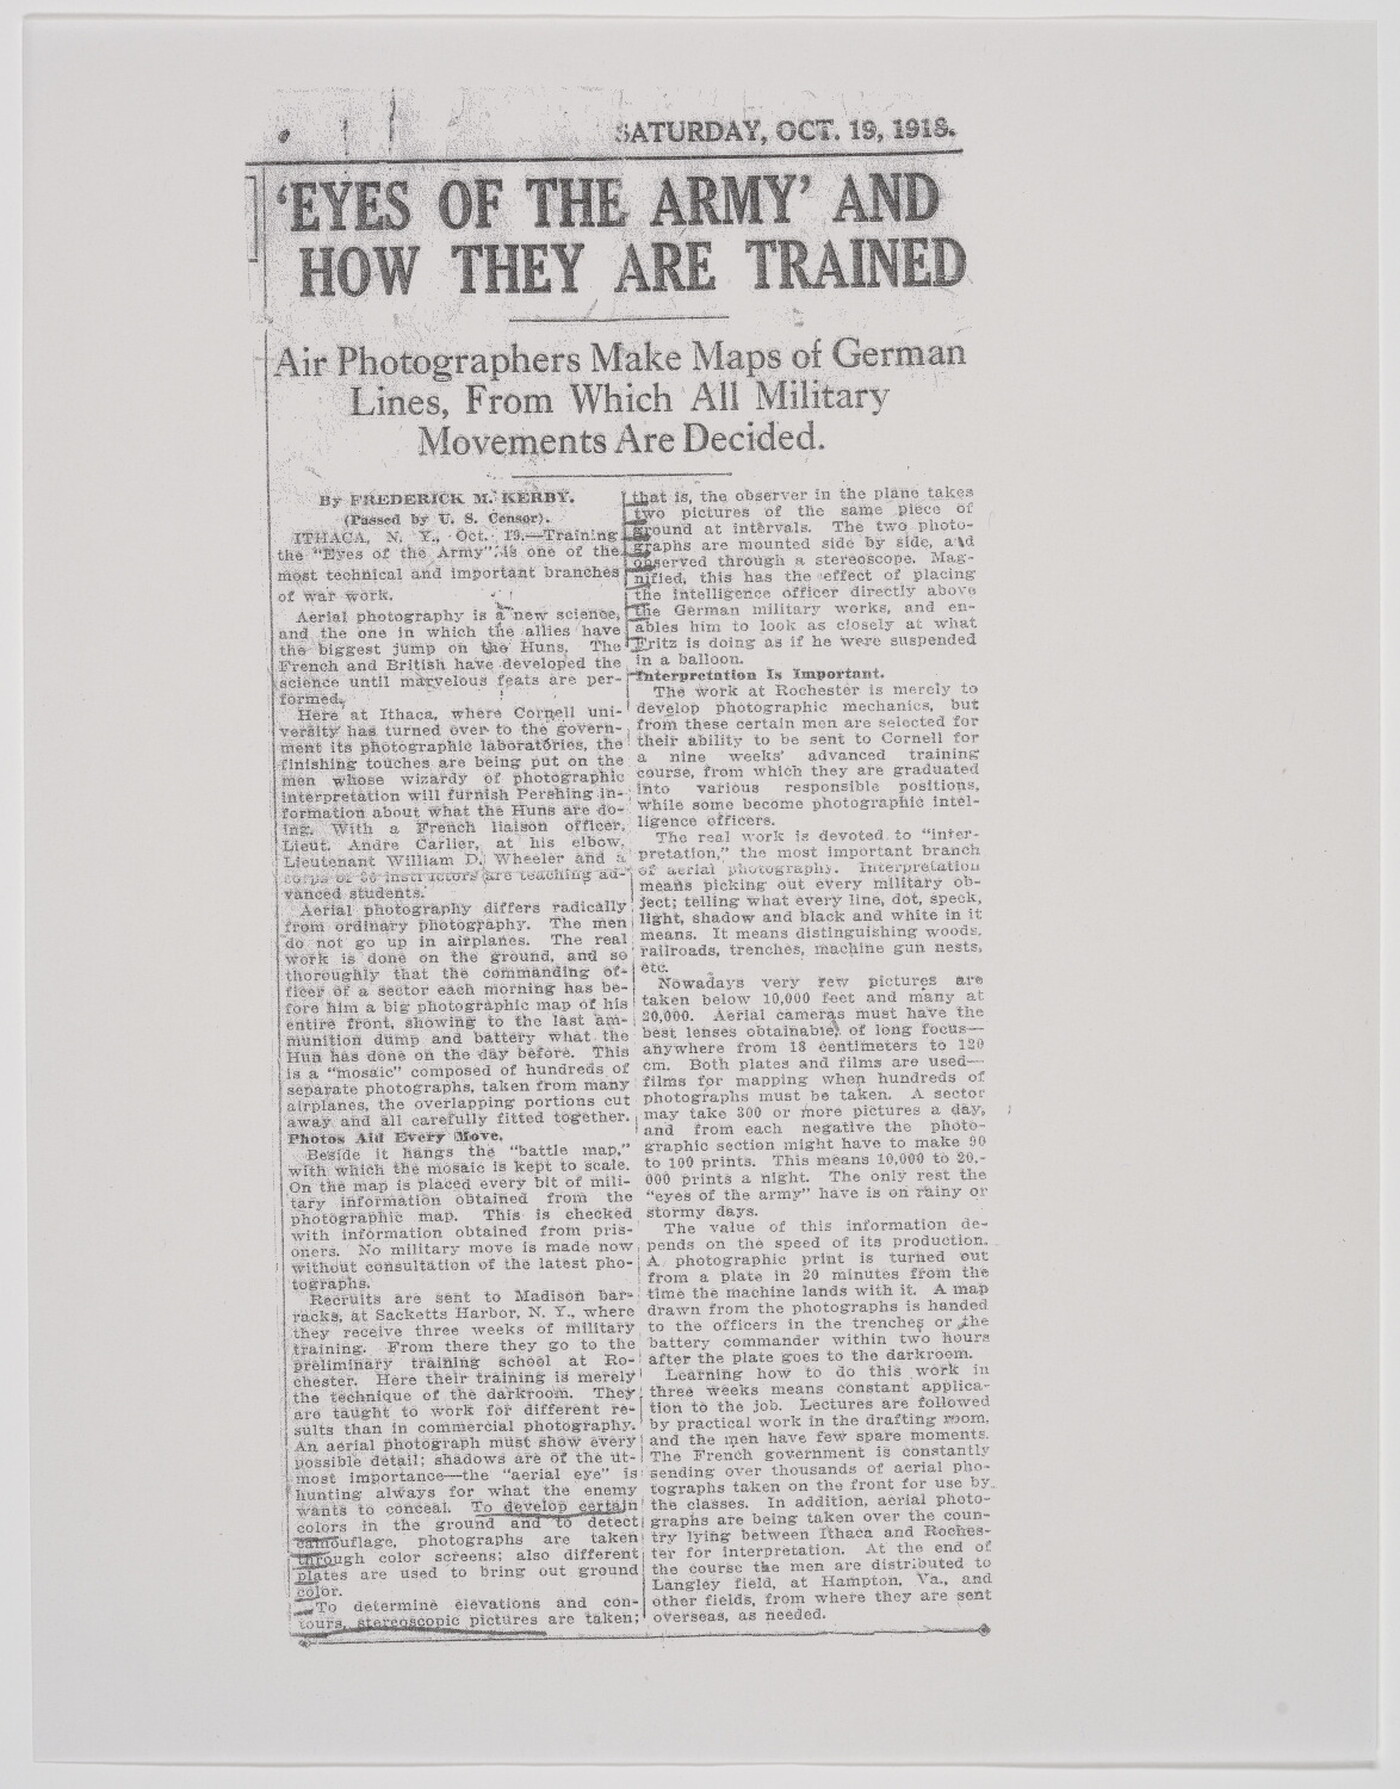 SATURDAY, OCT. 19, 1918.
'EYES OF THE ARMY' AND
HOW THEY ARE TRAINED
Air Photographers Make Maps of German
Lines, From Which All Military
Movements Are Decided.
By FREDERICK M. KERBY.
(Passed by U. S. Censor).
ITHACA, N. Y., Oct. 19.—Training
the "Eyes of the Army" is one of the
most technical and important branches
of war work.
Aerial photography is a new science,
and the one in which the allies have
the biggest jump on the Huns. The
French and British have developed the
science until marvelous feats are per-
formed.
Here at Ithaca, where Cornell uni-
versity has turned over to the govern-
ment its photographic laboratories, the
finishing touches are being put on the
men whose wizardy of photographic
interpretation will furnish Pershing in-
formation about what the Huns are do-
ing. With a French liaison officer,
Lieut. Andre Carlier, at his elbow,
Lieutenant William D. Wheeler and a
corps of instructors are teaching ad-
vanced students.
Aerial photography differs radically
from ordinary photography. The men
do not go up in airplanes. The real
work is done on the ground, and so
thoroughly that the commanding of-
ficer of a sector each morning has be-
fore him a big photographic map of his
entire front, showing to the last am-
munition dump and battery what the
Hun has done on the day before. This
is a "mosaic" composed of hundreds of
separate photographs, taken from many
airplanes, the overlapping portions cut
away and all carefully fitted together.
Photos Aid Every Move.
Beside it hangs the "battle map,"
with which the mosaic is kept to scale.
On the map is placed every bit of mili-
tary information obtained from the
photographic map. This is checked
with information obtained from pris-
oners. No military move is made now
without consultation of the latest pho-
tographs.
Recruits are sent to Madison bar-
racks, at Sacketts Harbor, N. Y., where
they receive three weeks of military
training. From there they go to the
preliminary training school at Ro-
chester. Here their training is merely
the technique of the darkroom. They
are taught to work for different re-
sults than in commercial photography.
An aerial photograph must show every
possible detail; shadows are of the ut-
most importance—the "aerial eye" is
hunting always for what the enemy
wants to conceal. To develop certain
colors in the ground and to detect
camouflage, photographs are taken
through color screens; also different
plates are used to bring out ground
color.
To determine elevations and con-
tours, stereoscopic pictures are taken;
that is, the observer in the plane takes
two pictures of the same piece of
ground at intervals. The two photo-
graphs are mounted side by side, and
observed through a stereoscope. Mag-
nified, this has the effect of placing
the intelligence officer directly above
the German military works, and en-
ables him to look as closely at what
Fritz is doing as if he were suspended
in a balloon.
Interpretation Is Important.
The work at Rochester is merely to
develop photographic mechanics, but
from these certain men are selected for
their ability to be sent to Cornell for
a nine weeks' advanced training
course, from which they are graduated
into various responsible positions,
while some become photographic intel-
ligence officers.
The real work is devoted to "inter-
pretation," the most important branch
of aerial photography. Interpretation
means picking out every military ob-
ject; telling what every line, dot, speck,
light, shadow and black and white in it
means. It means distinguishing woods,
railroads, trenches, machine gun nests,
etc.
Nowadays very few pictures are
taken below 10,000 feet and many at
20,000. Aerial cameras must have the
best lenses obtainable, of long focus—
anywhere from 18 centimeters to 120
cm. Both plates and films are used—
films for mapping when hundreds of
photographs must be taken. A sector
may take 300 or more pictures a day,
and from each negative the photo-
graphic section might have to make 90
to 100 prints. This means 10,000 to 20,-
000 prints a night. The only rest the
"eyes of the army" have is on rainy or
stormy days.
The value of this information de-
pends on the speed of its production.
A photographic print is turned out
from a plate in 20 minutes from the
time the machine lands with it. A map
drawn from the photographs is handed
to the officers in the trenches or the
battery commander within two hours
after the plate goes to the darkroom.
Learning how to do this work in
three weeks means constant applica-
tion to the job. Lectures are followed
by practical work in the drafting room,
and the men have few spare moments.
The French government is constantly
sending over thousands of aerial pho-
tographs taken on the front for use by
the classes. In addition, aerial photo-
graphs are being taken over the coun-
try lying between Ithaca and Roches-
ter for interpretation. At the end of
the course the men are distributed to
Langley field, at Hampton, Va., and
other fields, from where they are sent
overseas, as needed.